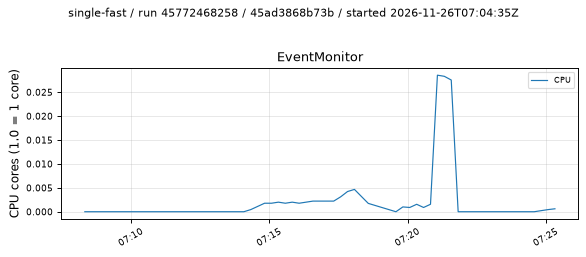 single-fast / run 45772468258 / 45ad3868b73b / started 2026-11-26T07:04:35Z
EventMonitor
CPU
CPU cores (1.0 = 1 core)
0.025
0.020
0.015
0.010
0.005
0.000
07:10
07:15
07:20
07:25